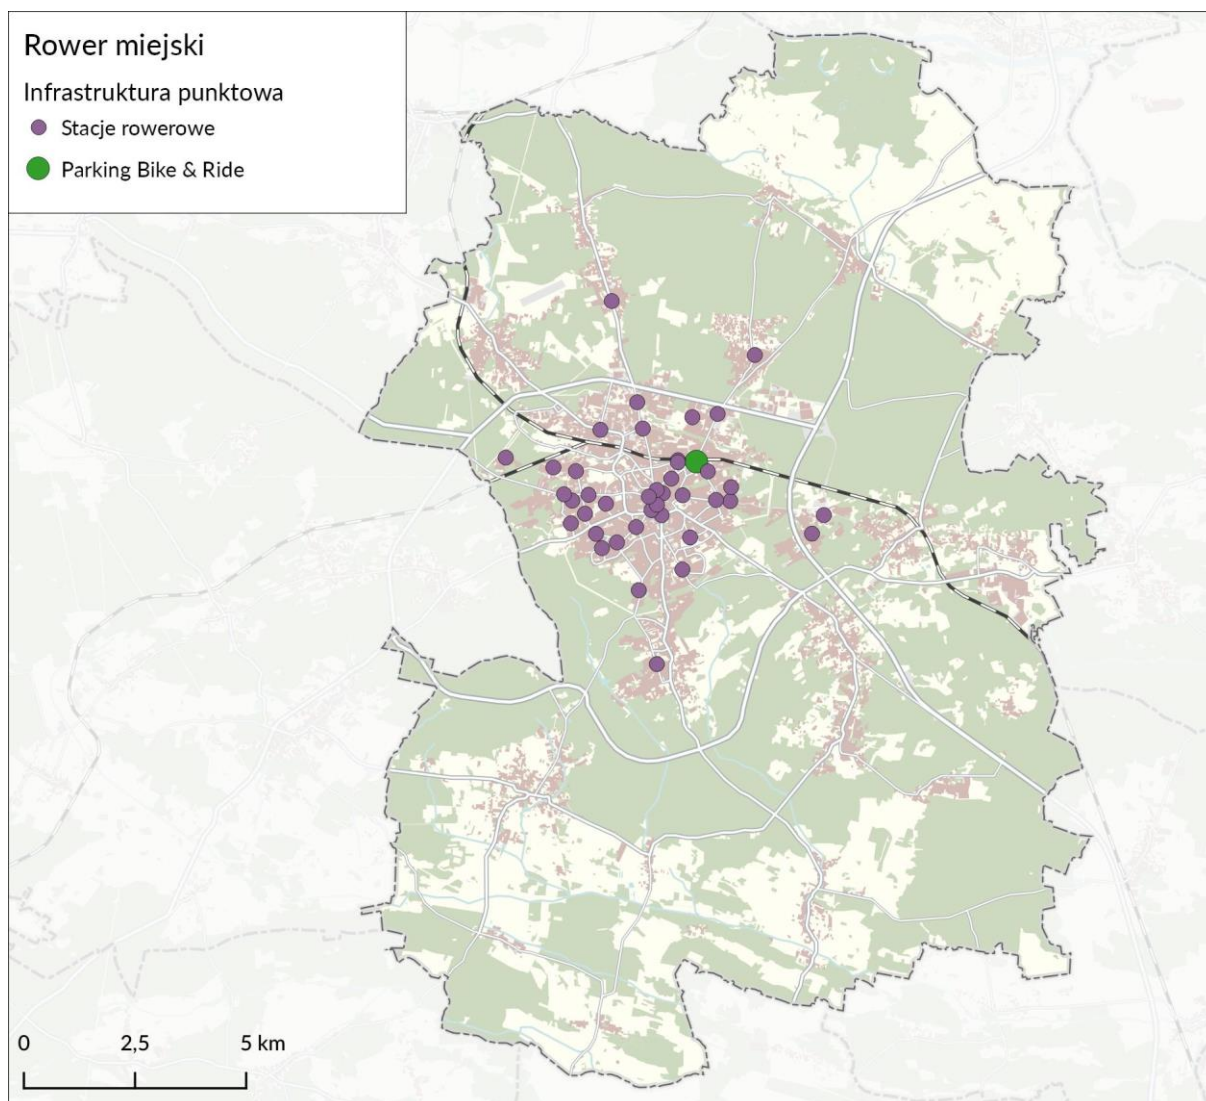 Rower miejski
Infrastruktura punktowa
Stacje rowerowe
Parking Bike & Ride
0 2,5 5 km